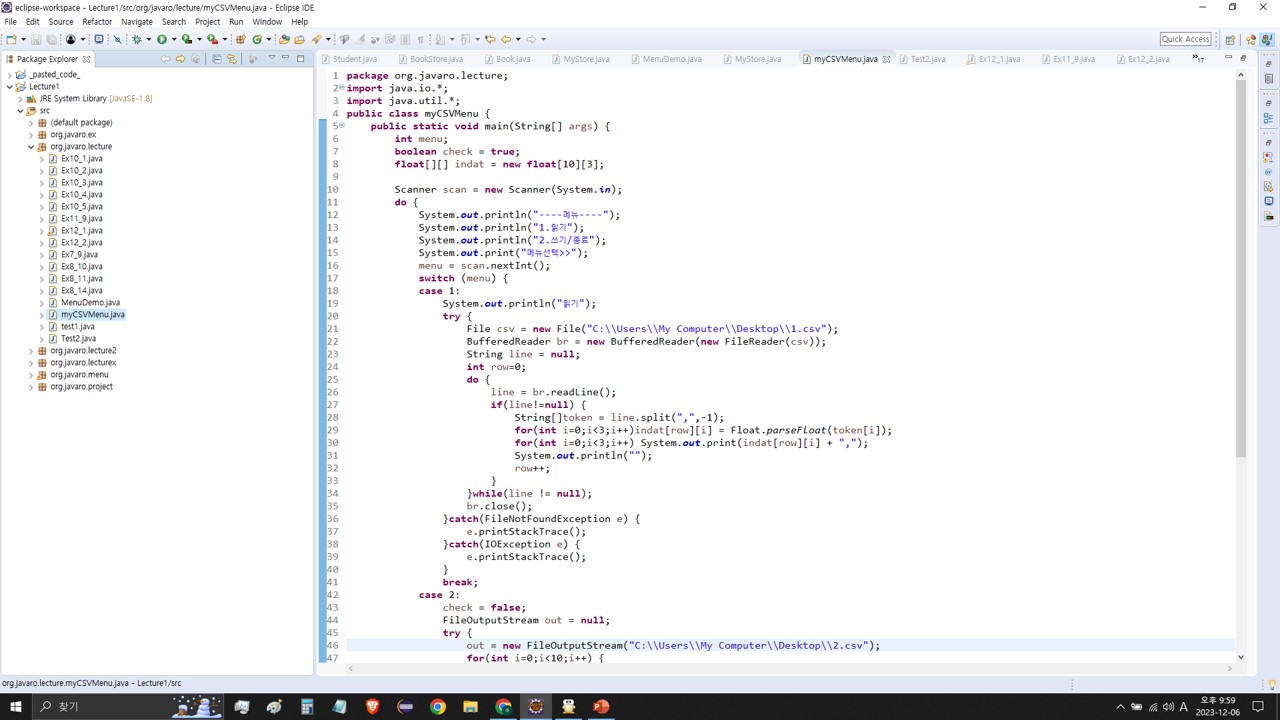 eclipse-workspace - Lecture1/src/org/javaro/lecture/myCSVMenu.java - Eclipse IDE
File Edit Source Refactor Navigate Search Project Run Window Help
Quick Access
Package Explorer
Student.java BookStore.java Book.java MyStore.java MenuDemo.java MyStore.java myCSVMenu.java Test2.java Ex12_1.java Ex11_9.java Ex12_2.java »17
_pasted_code_
Lecture1
JRE System Library [JavaSE-1.8]
src
(default package)
org.javaro.ex
org.javaro.lecture
Ex10_1.java
Ex10_2.java
Ex10_3.java
Ex10_4.java
Ex10_5.java
Ex11_9.java
Ex12_1.java
Ex12_2.java
Ex7_9.java
Ex8_10.java
Ex8_11.java
Ex8_14.java
MenuDemo.java
myCSVMenu.java
test1.java
Test2.java
org.javaro.lecture2
org.javaro.lecturex
org.javaro.menu
org.javaro.project
1 package org.javaro.lecture;
2 import java.io.*;
3 import java.util.*;
4 public class myCSVMenu {
5 public static void main(String[] args) {
6 int menu;
7 boolean check = true;
8 float[][] indat = new float[10][3];
9
10 Scanner scan = new Scanner(System.in);
11 do {
12 System.out.println("----메뉴----");
13 System.out.println("1.읽기");
14 System.out.println("2.쓰기/종료");
15 System.out.print("메뉴선택>>");
16 menu = scan.nextInt();
17 switch (menu) {
18 case 1:
19 System.out.println("읽기");
20 try {
21 File csv = new File("C:\\Users\\My Computer\\Desktop\\1.csv");
22 BufferedReader br = new BufferedReader(new FileReader(csv));
23 String line = null;
24 int row=0;
25 do {
26 line = br.readLine();
27 if(line!=null) {
28 String[]token = line.split(",",-1);
29 for(int i=0;i<3;i++)indat[row][i] = Float.parseFloat(token[i]);
30 for(int i=0;i<3;i++) System.out.print(indat[row][i] + ",");
31 System.out.println("");
32 row++;
33 }
34 }while(line != null);
35 br.close();
36 }catch(FileNotFoundException e) {
37 e.printStackTrace();
38 }catch(IOException e) {
39 e.printStackTrace();
40 }
41 break;
42 case 2:
43 check = false;
44 FileOutputStream out = null;
45 try {
46 out = new FileOutputStream("C:\\Users\\My Computer\\Desktop\\2.csv");
47 for(int i=0;i<10;i++) {
org.javaro.lecture.myCSVMenu.java - Lecture1/src
찾기
A
오후 9:59
2023-12-06